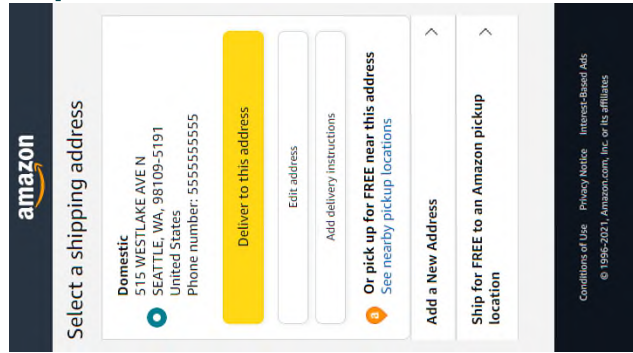 amazon
Select a shipping address
Domestic
515 WESTLAKE AVE N
SEATTLE, WA, 98109-5191
United States
Phone number: 5555555555
Deliver to this address
Edit address
Add delivery instructions
Or pick up for FREE near this address
See nearby pickup locations
Add a New Address
Ship for FREE to an Amazon pickup
location
Conditions of Use Privacy Notice Interest-Based Ads
© 1996-2021, Amazon.com, Inc. or its affiliates